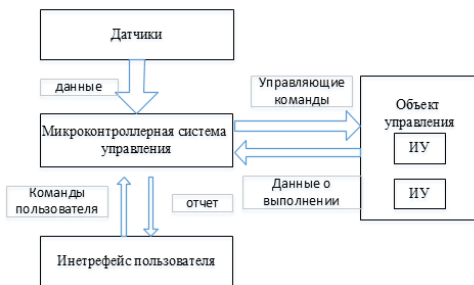 Датчики
данные
Управляющие
команды
Объект
управления
Микроконтроллерная система
управления
ИУ
ИУ
Команды
пользователя
отчет
Данные о
выполнении
Инетрефейс пользователя